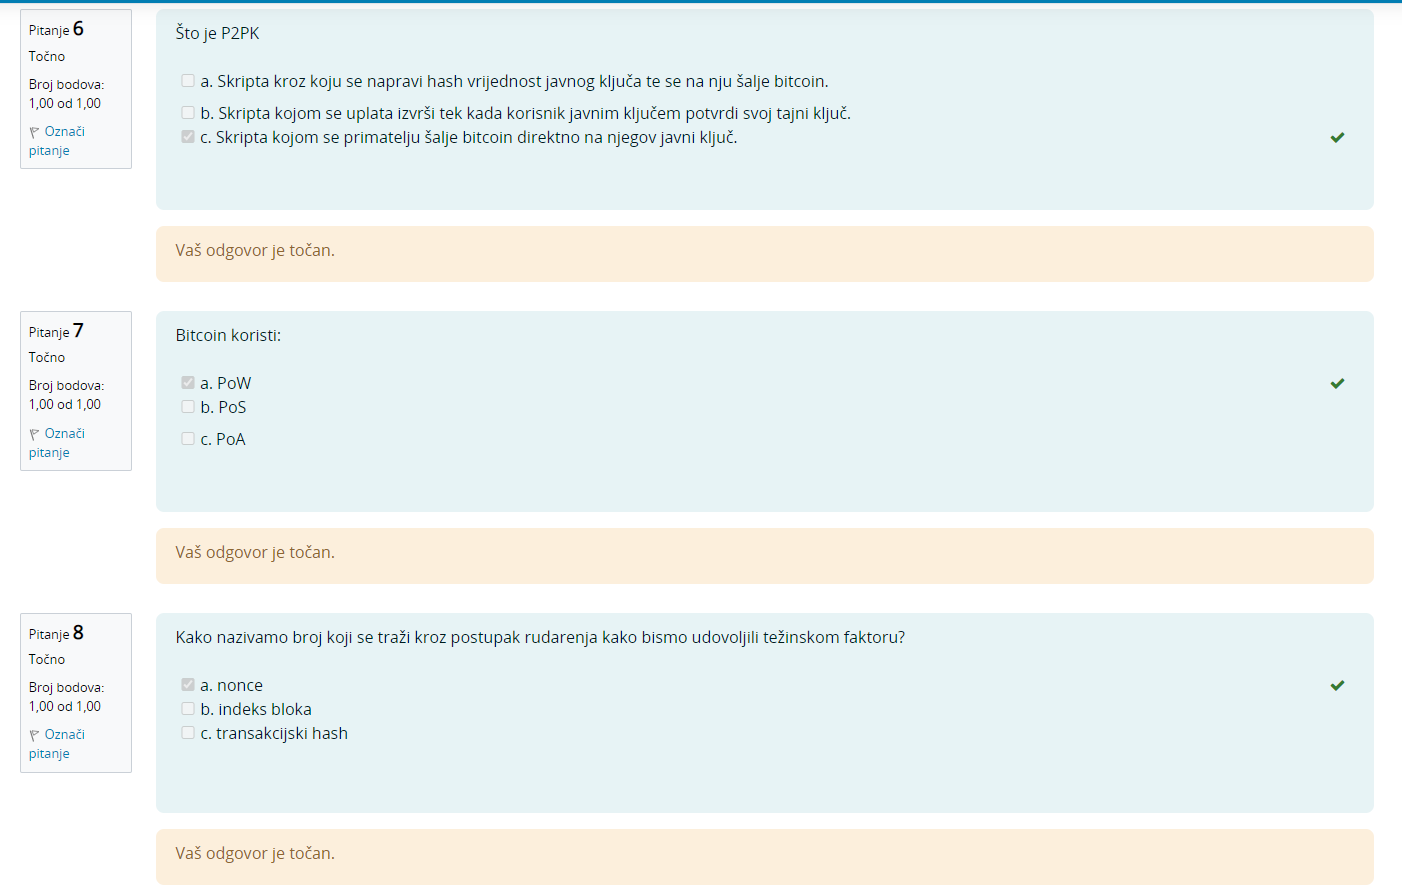 Pitanje 6
Točno
Broj bodova:
1,00 od 1,00
Označi
pitanje
Što je P2PK
a. Skripta kroz koju se napravi hash vrijednost javnog ključa te se na nju šalje bitcoin.
b. Skripta kojom se uplata izvrši tek kada korisnik javnim ključem potvrdi svoj tajni ključ.
c. Skripta kojom se primatelju šalje bitcoin direktno na njegov javni ključ.
Vaš odgovor je točan.
Pitanje 7
Točno
Broj bodova:
1,00 od 1,00
Označi
pitanje
Bitcoin koristi:
a. PoW
b. PoS
c. PoA
Vaš odgovor je točan.
Pitanje 8
Točno
Broj bodova:
1,00 od 1,00
Označi
pitanje
Kako nazivamo broj koji se traži kroz postupak rudarenja kako bismo udovoljili težinskom faktoru?
a. nonce
b. indeks bloka
c. transakcijski hash
Vaš odgovor je točan.